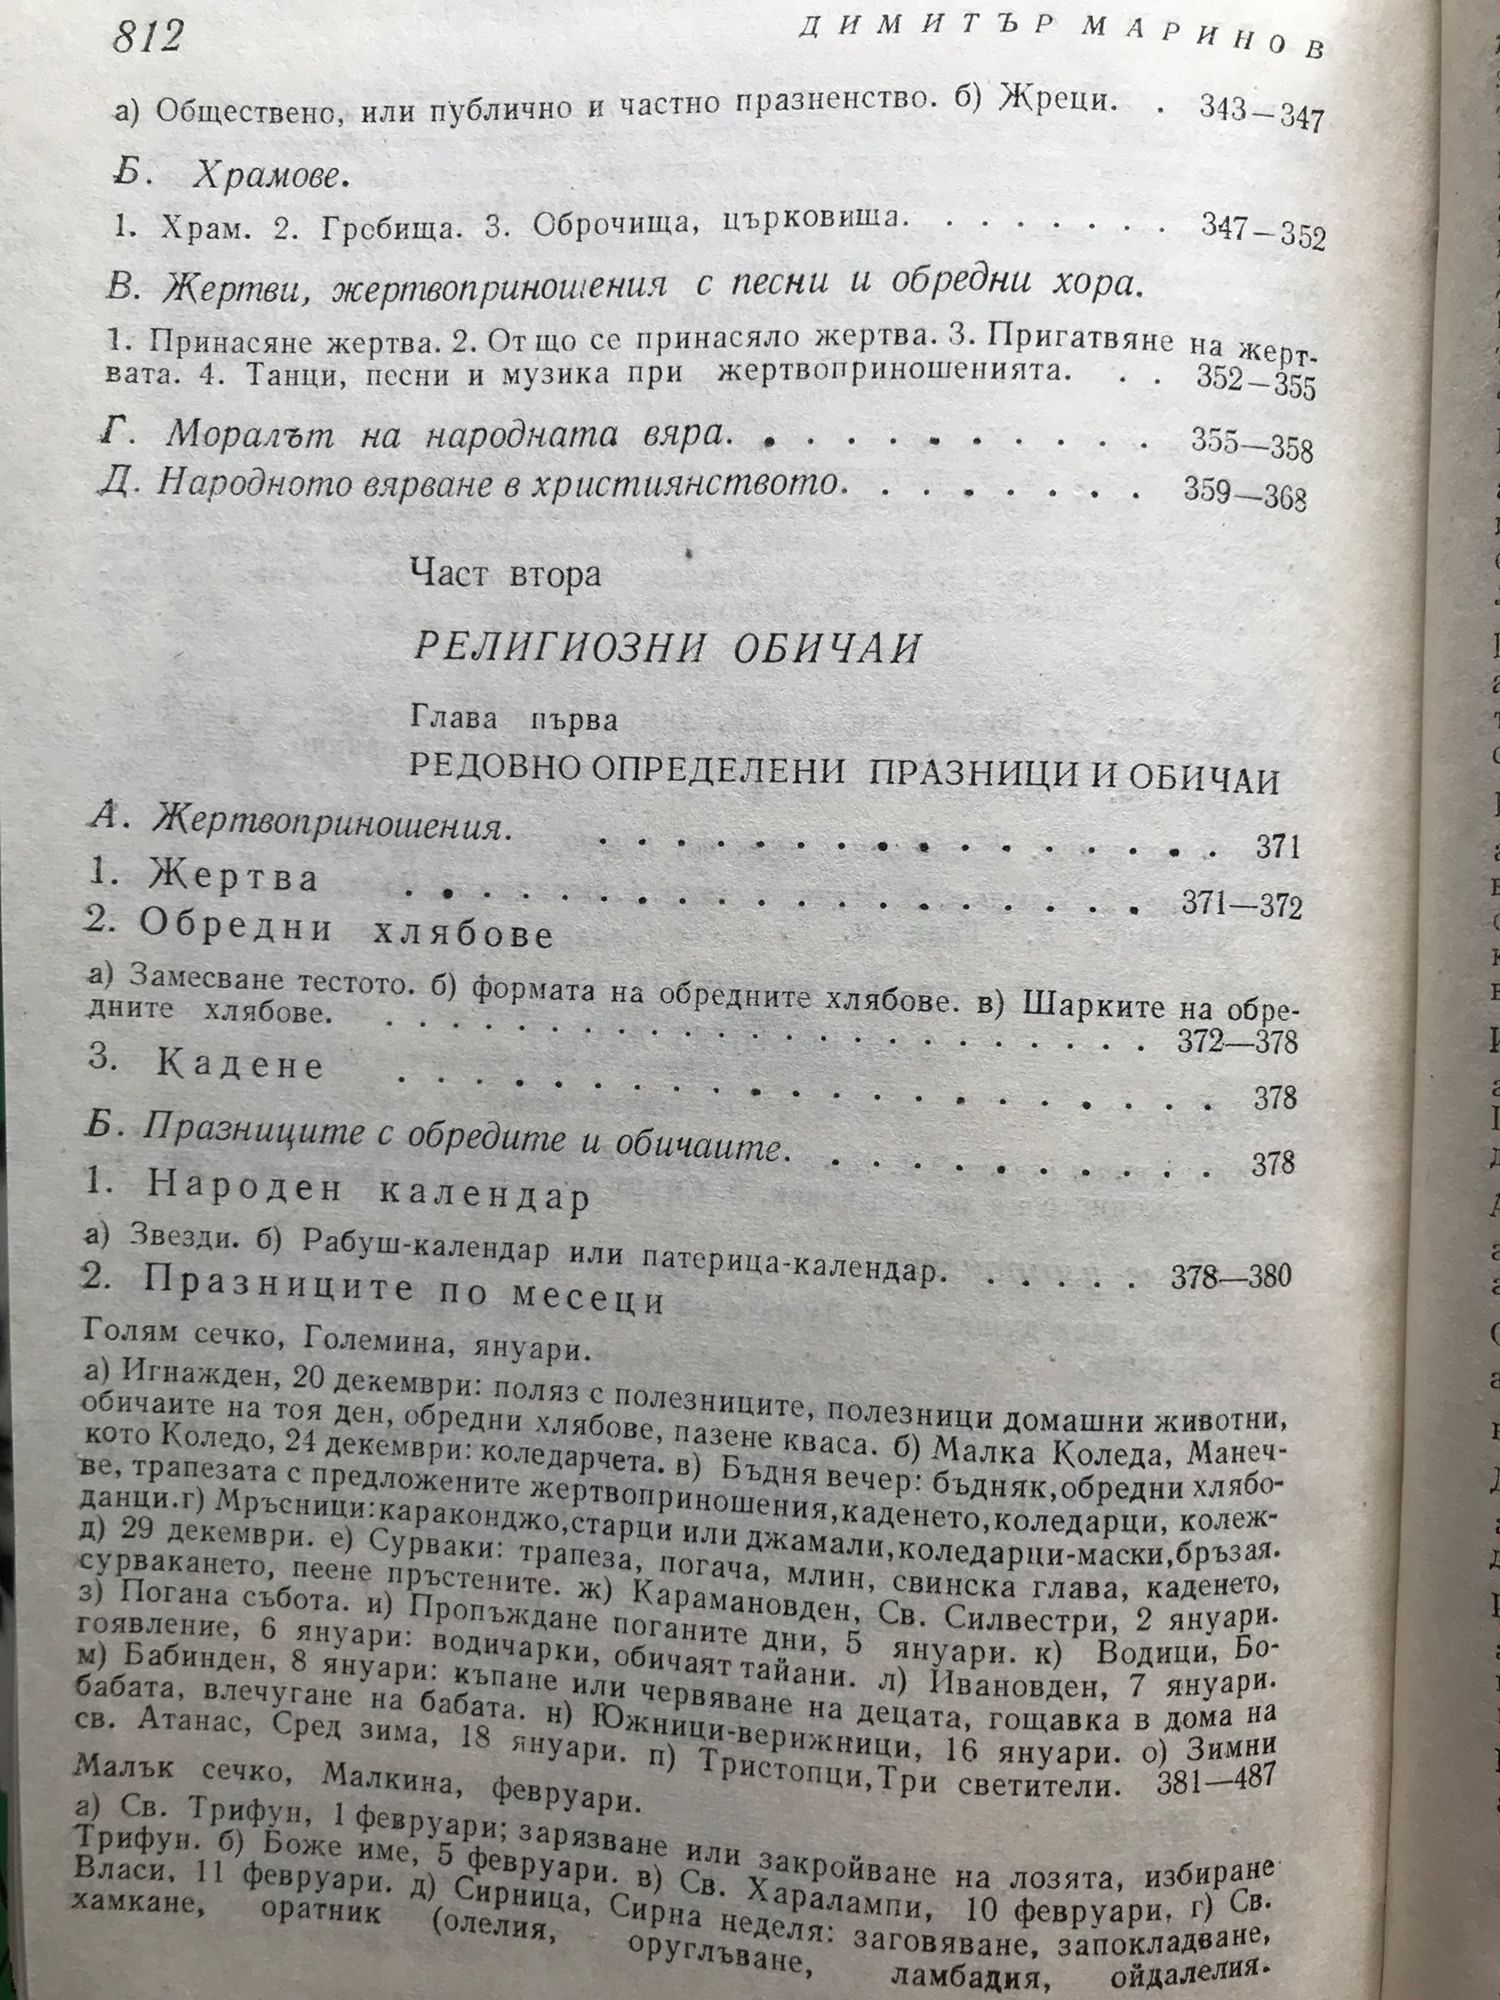 812 ДИМИТЪР МАРИНОВ
а) Обществено, или публично и частно празненство. б) Жреци. . 343—347
Б. Храмове.
1. Храм. 2. Гробища. 3. Оброчища, църковища. . . . . . . . 347—352
В. Жертви, жертвоприношения с песни и обредни хора.
1. Принасяне жертва. 2. От що се принасяло жертва. 3. Пригатвяне на жерт-
вата. 4. Танци, песни и музика при жертвоприношенията. . . 352—355
Г. Моралът на народната вяра. . . . . . . . . . 355—358
Д. Народното вярване в християнството. . . . . . . . 359—368
Част втора
РЕЛИГИОЗНИ ОБИЧАИ
Глава първа
РЕДОВНО ОПРЕДЕЛЕНИ ПРАЗНИЦИ И ОБИЧАИ
А. Жертвоприношения. . . . . . . . . . . . . . . . . 371
1. Жертва . . . . . . . . . . . . . . . . . . . 371—372
2. Обредни хлябове
а) Замесване тестото. б) формата на обредните хлябове. в) Шарките на обре-
дните хлябове. . . . . . . . . . . . . . . . . . 372—378
3. Кадене . . . . . . . . . . . . . . . . . . . . 378
Б. Празниците с обредите и обичаите. . . . . . . . . . 378
1. Народен календар
а) Звезди. б) Рабуш-календар или патерица-календар. . . . . . 378—380
2. Празниците по месеци
Голям сечко, Големина, януари.
а) Игнажден, 20 декември: поляз с полезниците, полезници домашни животни,
обичаите на тоя ден, обредни хлябове, пазене кваса. б) Малка Коледа, Манеч-
кото Коледо, 24 декември: коледарчета. в) Бъдня вечер: бъдняк, обредни хлябо-
ве, трапезата с предложените жертвоприношения, каденето, коледарци, колеж-
данци. г) Мръсници: караконджо, старци или джамали, коледарци-маски, бръзая.
д) 29 декември. е) Сурваки: трапеза, погача, млин, свинска глава, каденето,
сурвакането, пеене пръстените. ж) Карамановден, Св. Силвестри, 2 януари.
з) Погана събота. и) Пропъждане поганите дни, 5 януари. к) Водици, Бо-
гоявление, 6 януари: водичарки, обичаят тайани. л) Ивановден, 7 януари.
м) Бабинден, 8 януари: къпане или червяване на децата, гощавка в дома на
бабата, влечугане на бабата. н) Южници-верижници, 16 януари. о) Зимни
св. Атанас, Сред зима, 18 януари. п) Тристопци, Три светители. 381—487
Малък сечко, Малкина, февруари.
а) Св. Трифун, 1 февруари; зарязване или закройване на лозята, избиране
Трифун. б) Боже име, 5 февруари. в) Св. Харалампи, 10 февруари, г) Св.
Власи, 11 февруари. д) Сирница, Сирна неделя: заговяване, запокладване,
хамкане, оратник (олелия, оруглъване, ламбадия, ойдалелия.